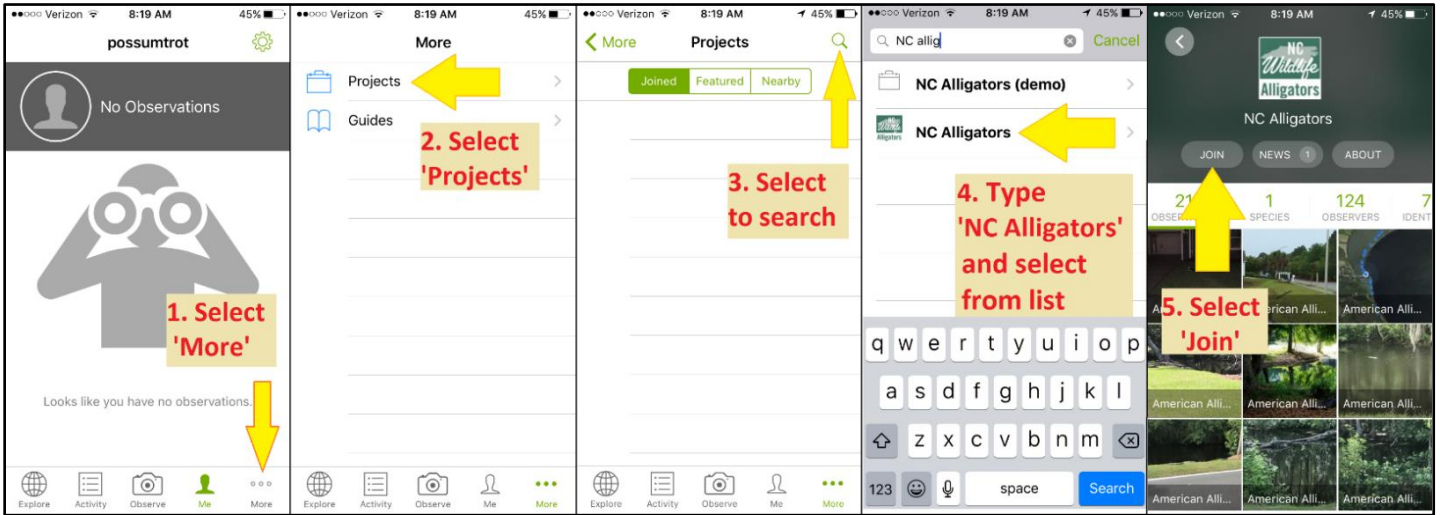 Verizon 8:19 AM 45%
possumtrot
No Observations
1. Select
'More'
Looks like you have no observations.
Explore Activity Observe Me More
Verizon 8:19 AM 45%
More
Projects
Guides
2. Select
'Projects'
Explore Activity Observe Me More
Verizon 8:19 AM 45%
More Projects
Joined Featured Nearby
3. Select
to search
Explore Activity Observe Me More
Verizon 8:19 AM 45%
NC allig Cancel
NC Alligators (demo)
NC Alligators
4. Type
'NC Alligators'
and select
from list
q w e r t y u i o p
a s d f g h j k l
z x c v b n m
123 space Search
Verizon 8:19 AM 45%
NC
Wildlife
Alligators
NC Alligators
JOIN NEWS 1 ABOUT
1 124 7
SPECIES OBSERVERS IDENT
5. Select
'Join'
American Alli...
American Alli... American Alli... American Alli...
American Alli... American Alli... American Alli...